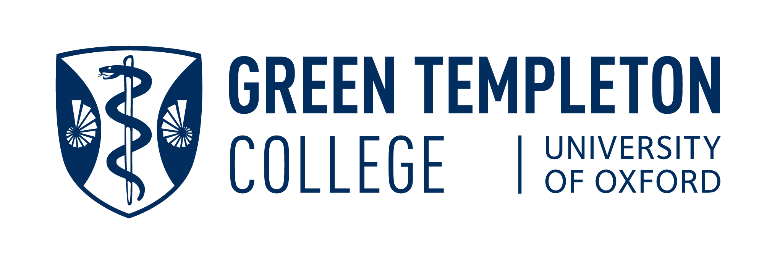 GREEN TEMPLETON
COLLEGE
UNIVERSITY
OF OXFORD